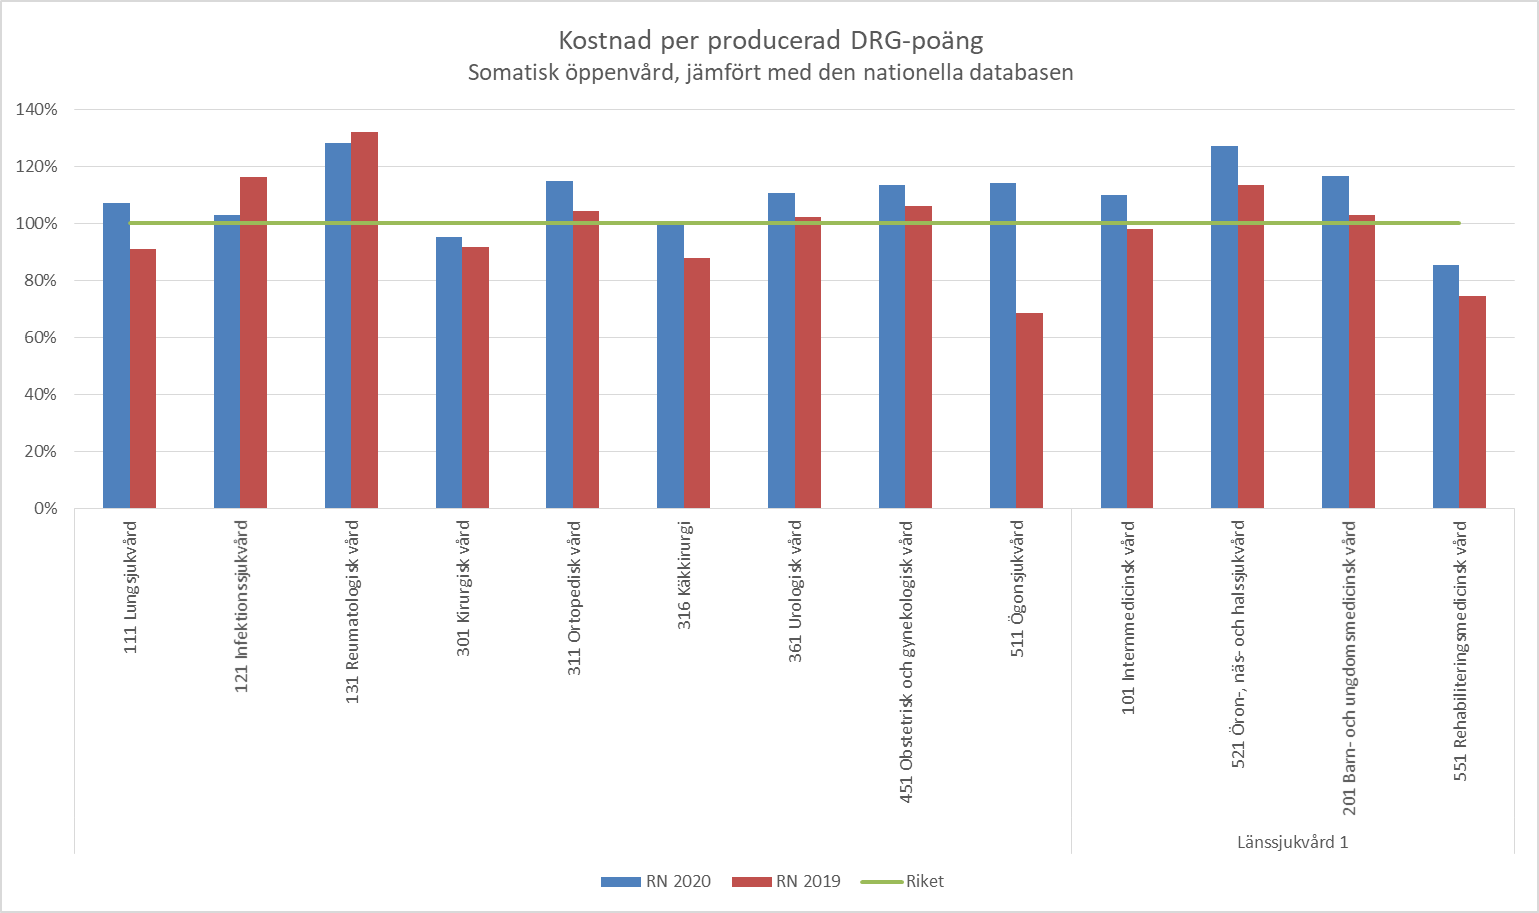 Kostnad per producerad DRG-poäng
Somatisk öppenvård, jämfört med den nationella databasen
140%
120%
100%
80%
60%
40%
20%
0%
111 Lungsjukvård
121 Infektionssjukvård
131 Reumatologisk vård
301 Kirurgisk vård
311 Ortopedisk vård
316 Käkkirurgi
361 Urologisk vård
451 Obstetrisk och gynekologisk vård
511 Ögonsjukvård
101 Internmedicinsk vård
521 Öron-, näs- och halssjukvård
201 Barn- och ungdomsmedicinsk vård
551 Rehabiliteringsmedicinsk vård
Länssjukvård 1
RN 2020
RN 2019
Riket